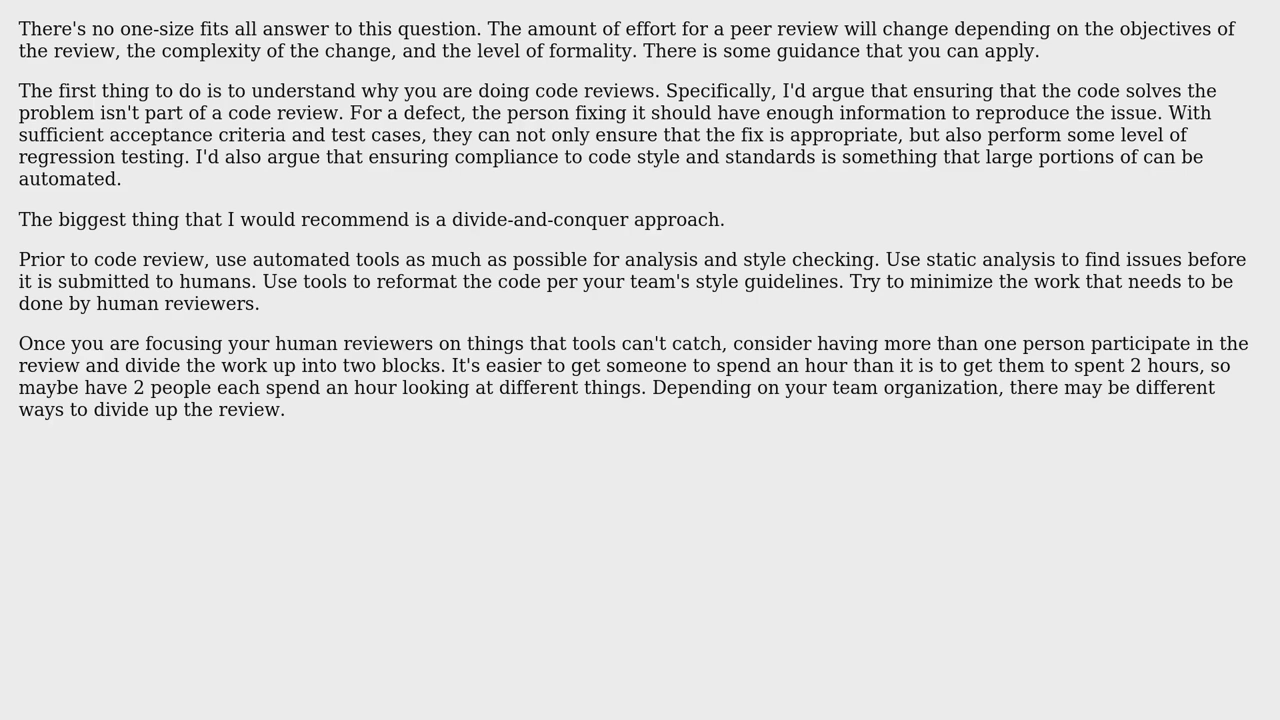 There's no one-size fits all answer to this question. The amount of effort for a peer review will change depending on the objectives of
the review, the complexity of the change, and the level of formality. There is some guidance that you can apply.
The first thing to do is to understand why you are doing code reviews. Specifically, I'd argue that ensuring that the code solves the
problem isn't part of a code review. For a defect, the person fixing it should have enough information to reproduce the issue. With
sufficient acceptance criteria and test cases, they can not only ensure that the fix is appropriate, but also perform some level of
regression testing. I'd also argue that ensuring compliance to code style and standards is something that large portions of can be
automated.
The biggest thing that I would recommend is a divide-and-conquer approach.
Prior to code review, use automated tools as much as possible for analysis and style checking. Use static analysis to find issues before
it is submitted to humans. Use tools to reformat the code per your team's style guidelines. Try to minimize the work that needs to be
done by human reviewers.
Once you are focusing your human reviewers on things that tools can't catch, consider having more than one person participate in the
review and divide the work up into two blocks. It's easier to get someone to spend an hour than it is to get them to spent 2 hours, so
maybe have 2 people each spend an hour looking at different things. Depending on your team organization, there may be different
ways to divide up the review.